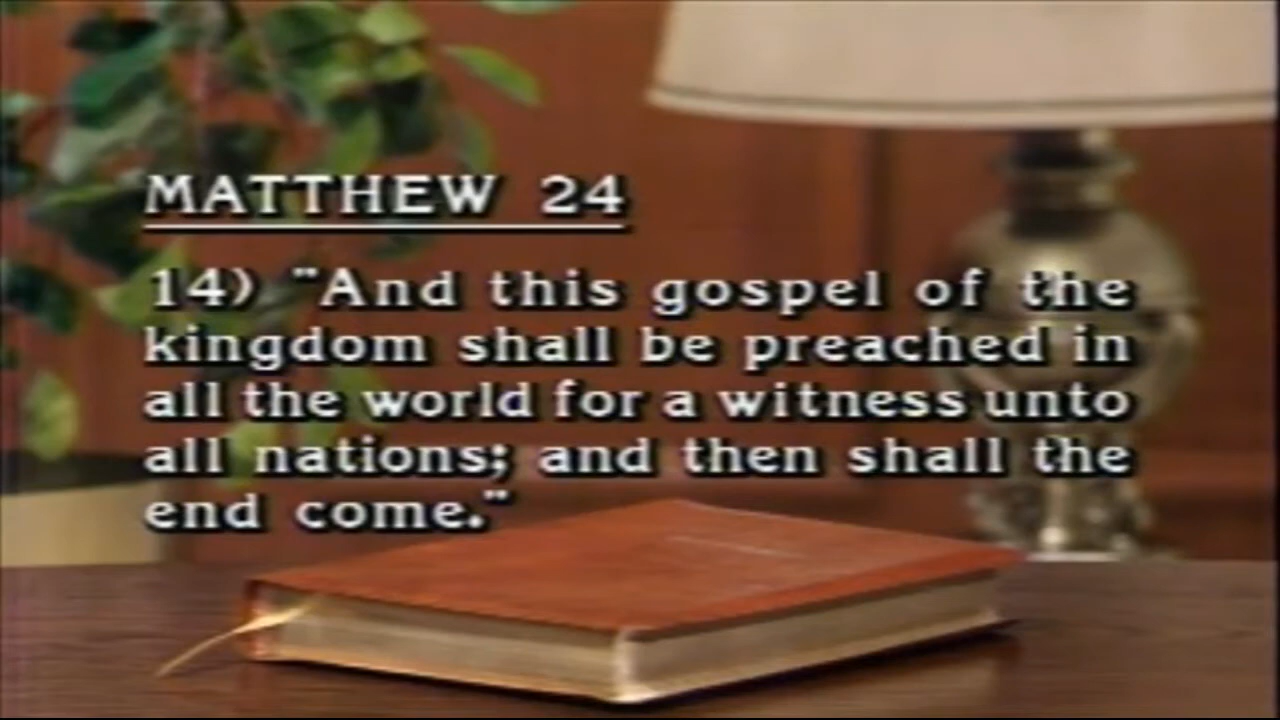 MATTHEW 24
14) "And this gospel of the
kingdom shall be preached in
all the world for a witness unto
all nations; and then shall the
end come."